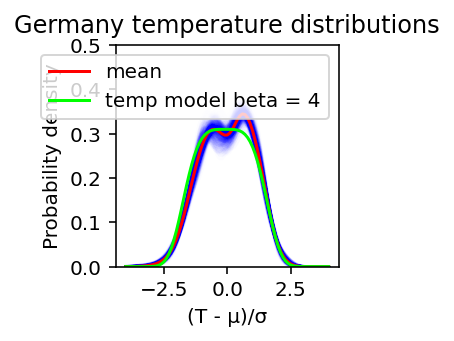 Germany temperature distributions
0.5
0.4
0.3
0.2
0.1
0.0
Probability density
mean
temp model beta = 4
−2.5 0.0 2.5
(T - μ)/σ